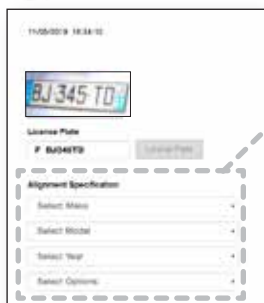 11/05/2019 16:34:10
BJ 345 TD
License Plate
F BJ345TD License Plate
Alignment Specification
Select Make
Select Model
Select Year
Select Options